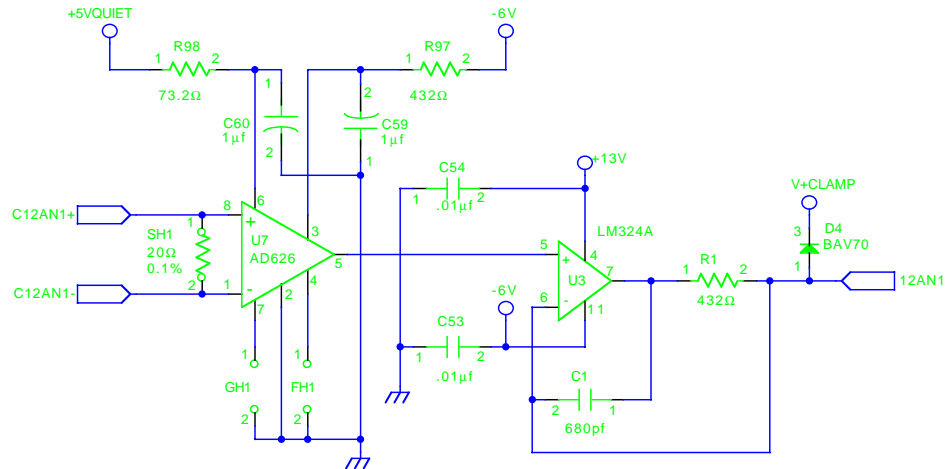 +5VQUIET
-6V
R98
1 2
73.2Ω
R97
1 2
432Ω
1
C60
1µf
2
2
C59
1µf
1
+13V
C54
1 2
.01µf
V+CLAMP
3 D4
BAV70
1
C12AN1+
8
6
+
U7
AD626
3
5
4
-
1
2
7
1
SH1
20Ω
0.1%
2
C12AN1-
LM324A
5
4
+
U3
7
6
-
11
R1
1 2
432Ω
12AN1
-6V
C53
1 2
.01µf
1
GH1
2
1
FH1
2
C1
2 1
680pf